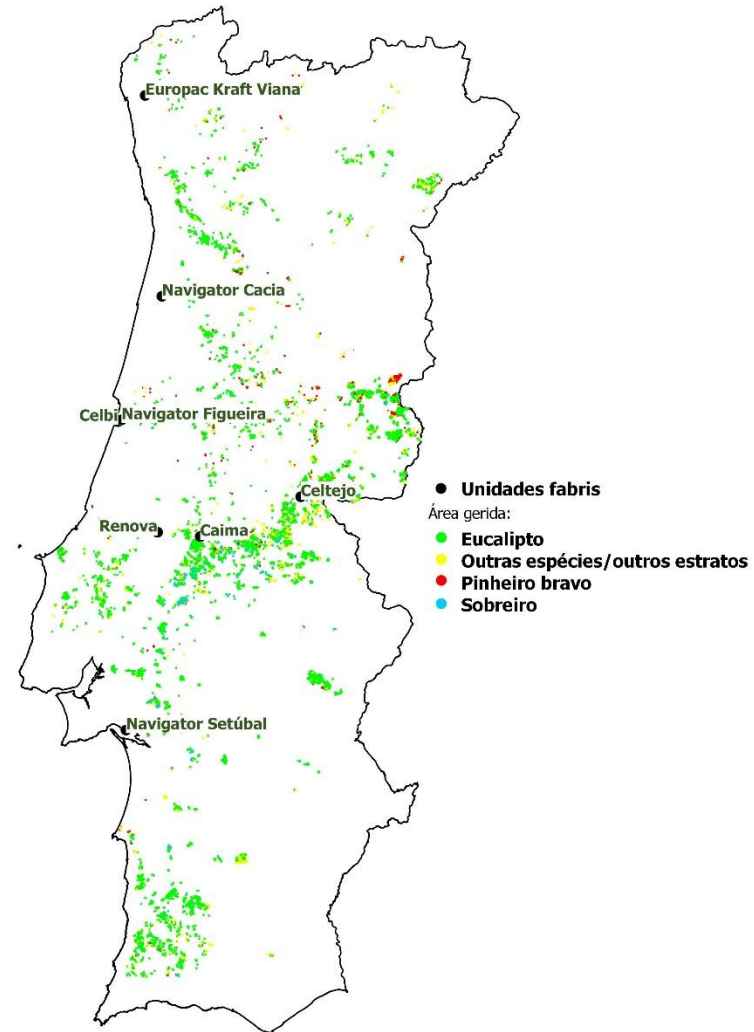 Europac Kraft Viana
Navigator Cacia
Celbi
Navigator Figueira
Celtejo
Renova
Caima
Navigator Setúbal
Unidades fabris
Área gerida:
Eucalipto
Outras espécies/outros estratos
Pinheiro bravo
Sobreiro